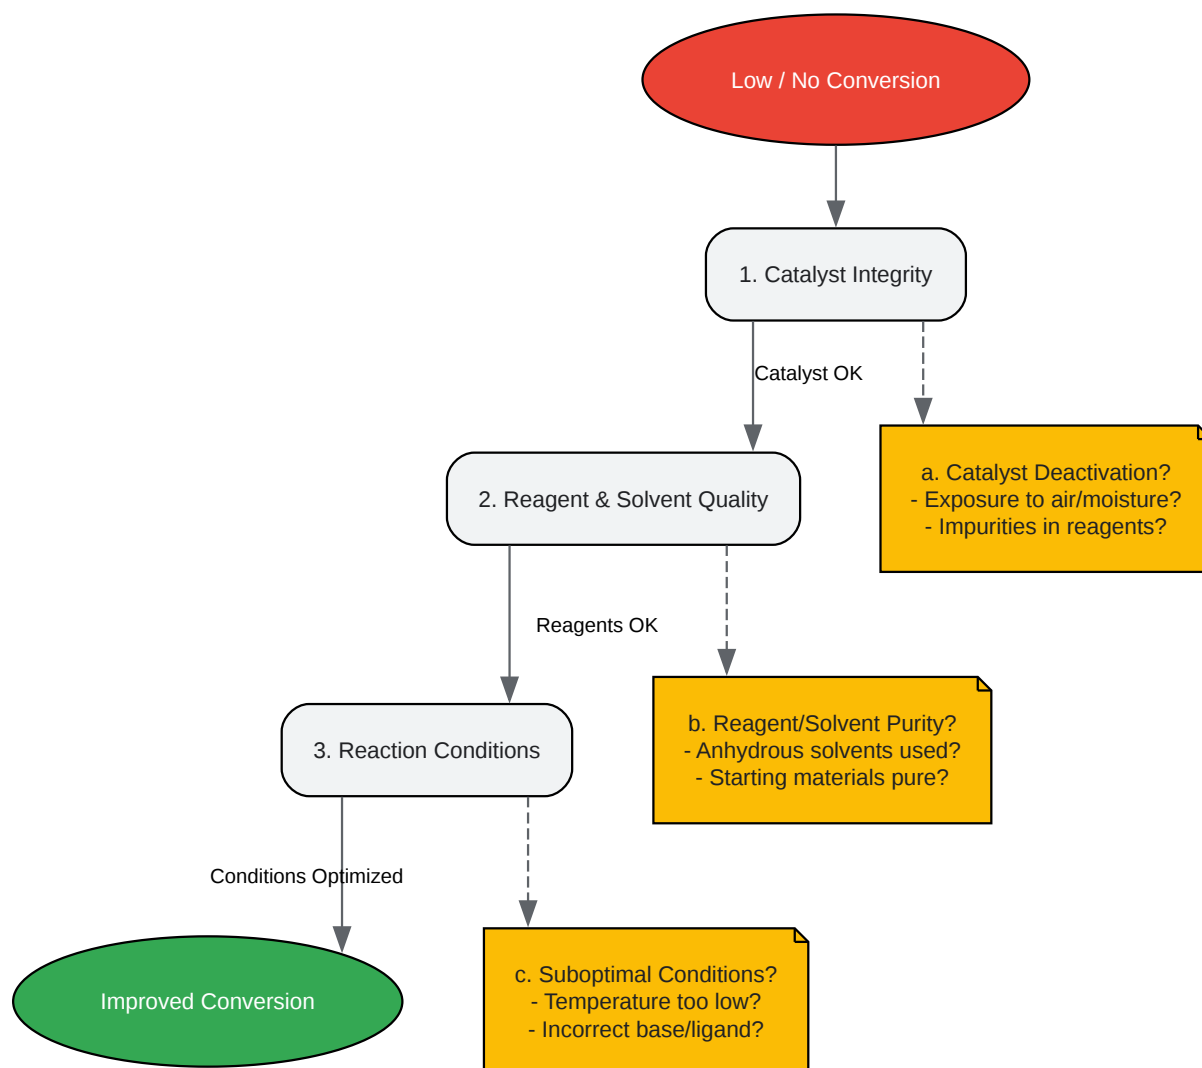 Low / No Conversion
1. Catalyst Integrity
Catalyst OK
a. Catalyst Deactivation?
- Exposure to air/moisture?
- Impurities in reagents?
2. Reagent & Solvent Quality
Reagents OK
b. Reagent/Solvent Purity?
- Anhydrous solvents used?
- Starting materials pure?
3. Reaction Conditions
Conditions Optimized
c. Suboptimal Conditions?
- Temperature too low?
- Incorrect base/ligand?
Improved Conversion